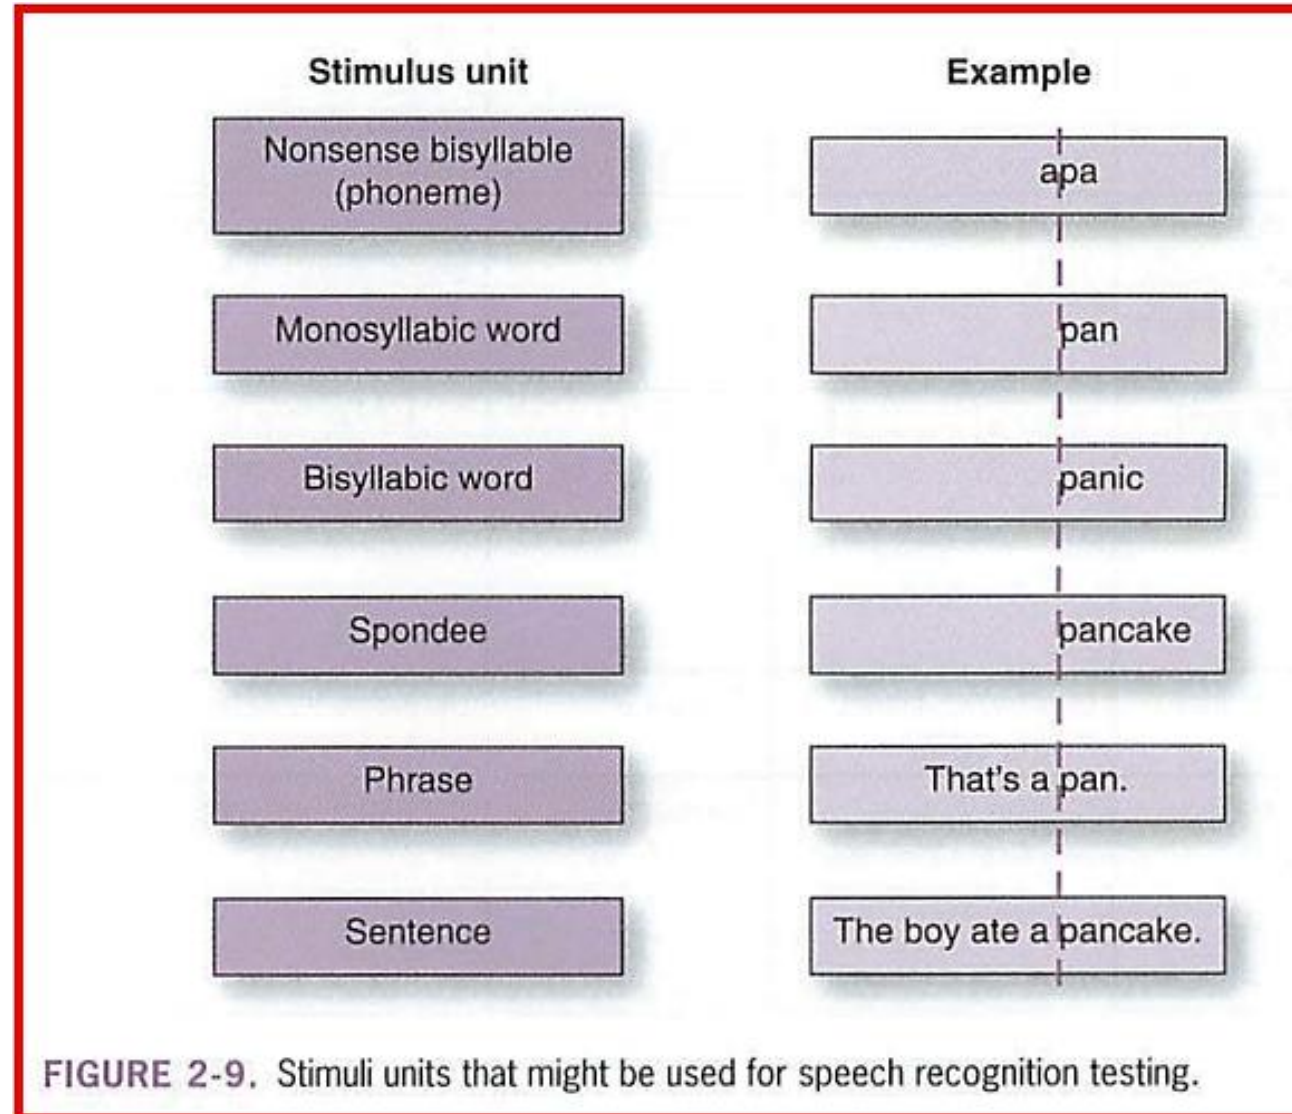 Stimulus unit Example
Nonsense bisyllable
(phoneme)
apa
Monosyllabic word pan
Bisyllabic word panic
Spondee pancake
Phrase That's a pan.
Sentence The boy ate a pancake.
FIGURE 2-9. Stimuli units that might be used for speech recognition testing.